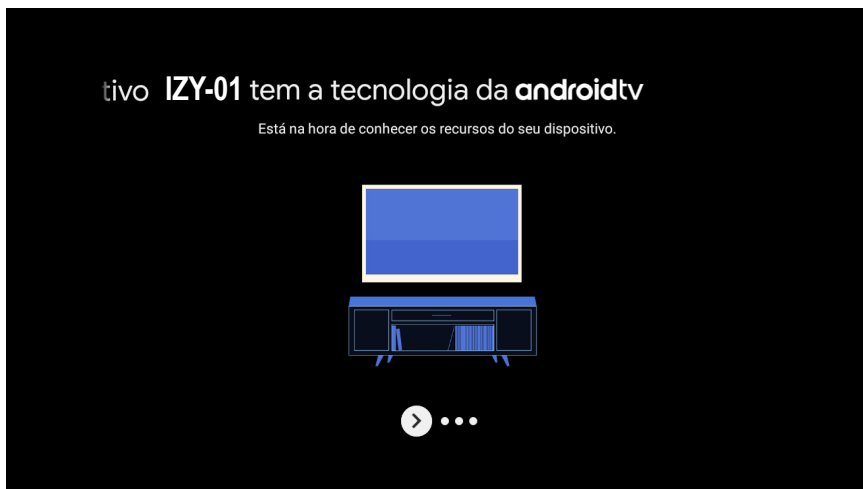 tivo IZY-01 tem a tecnologia da androidtv
Está na hora de conhecer os recursos do seu dispositivo.